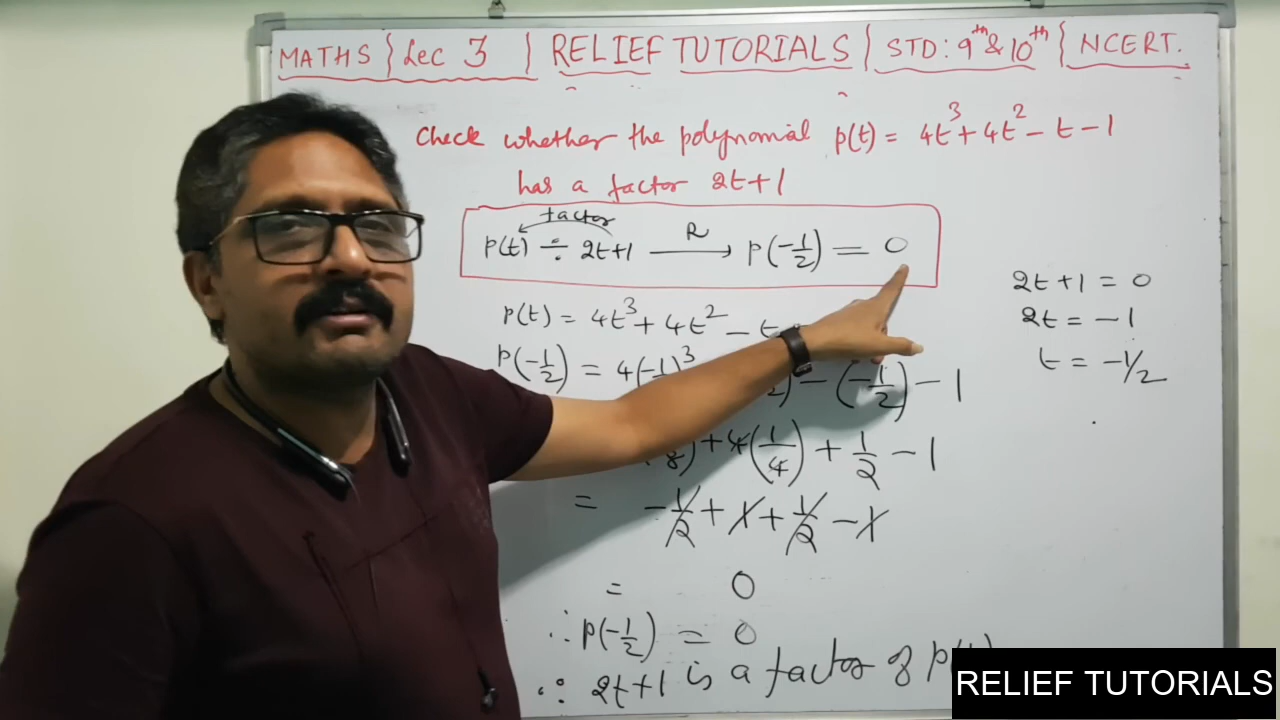 MATHS | Lec 3 | RELIEF TUTORIALS | STD: 9th & 10th | NCERT.
Check whether the polynomial p(t) = 4t³ + 4t² - t - 1
has a factor 2t+1
factor
p(t) ÷ 2t+1 ⟶ R p(-1/2) = 0
2t + 1 = 0
2t = -1
t = -1/2
p(t) = 4t³ + 4t² - t
p(-1/2) = 4(-1/2)³ - (-1/2) - 1
8) + 4(1/4) + 1/2 - 1
= -1/2 + 1 + 1/2 - 1
= 0
∴ p(-1/2) = 0
∴ 2t+1 is a factor of p
RELIEF TUTORIALS